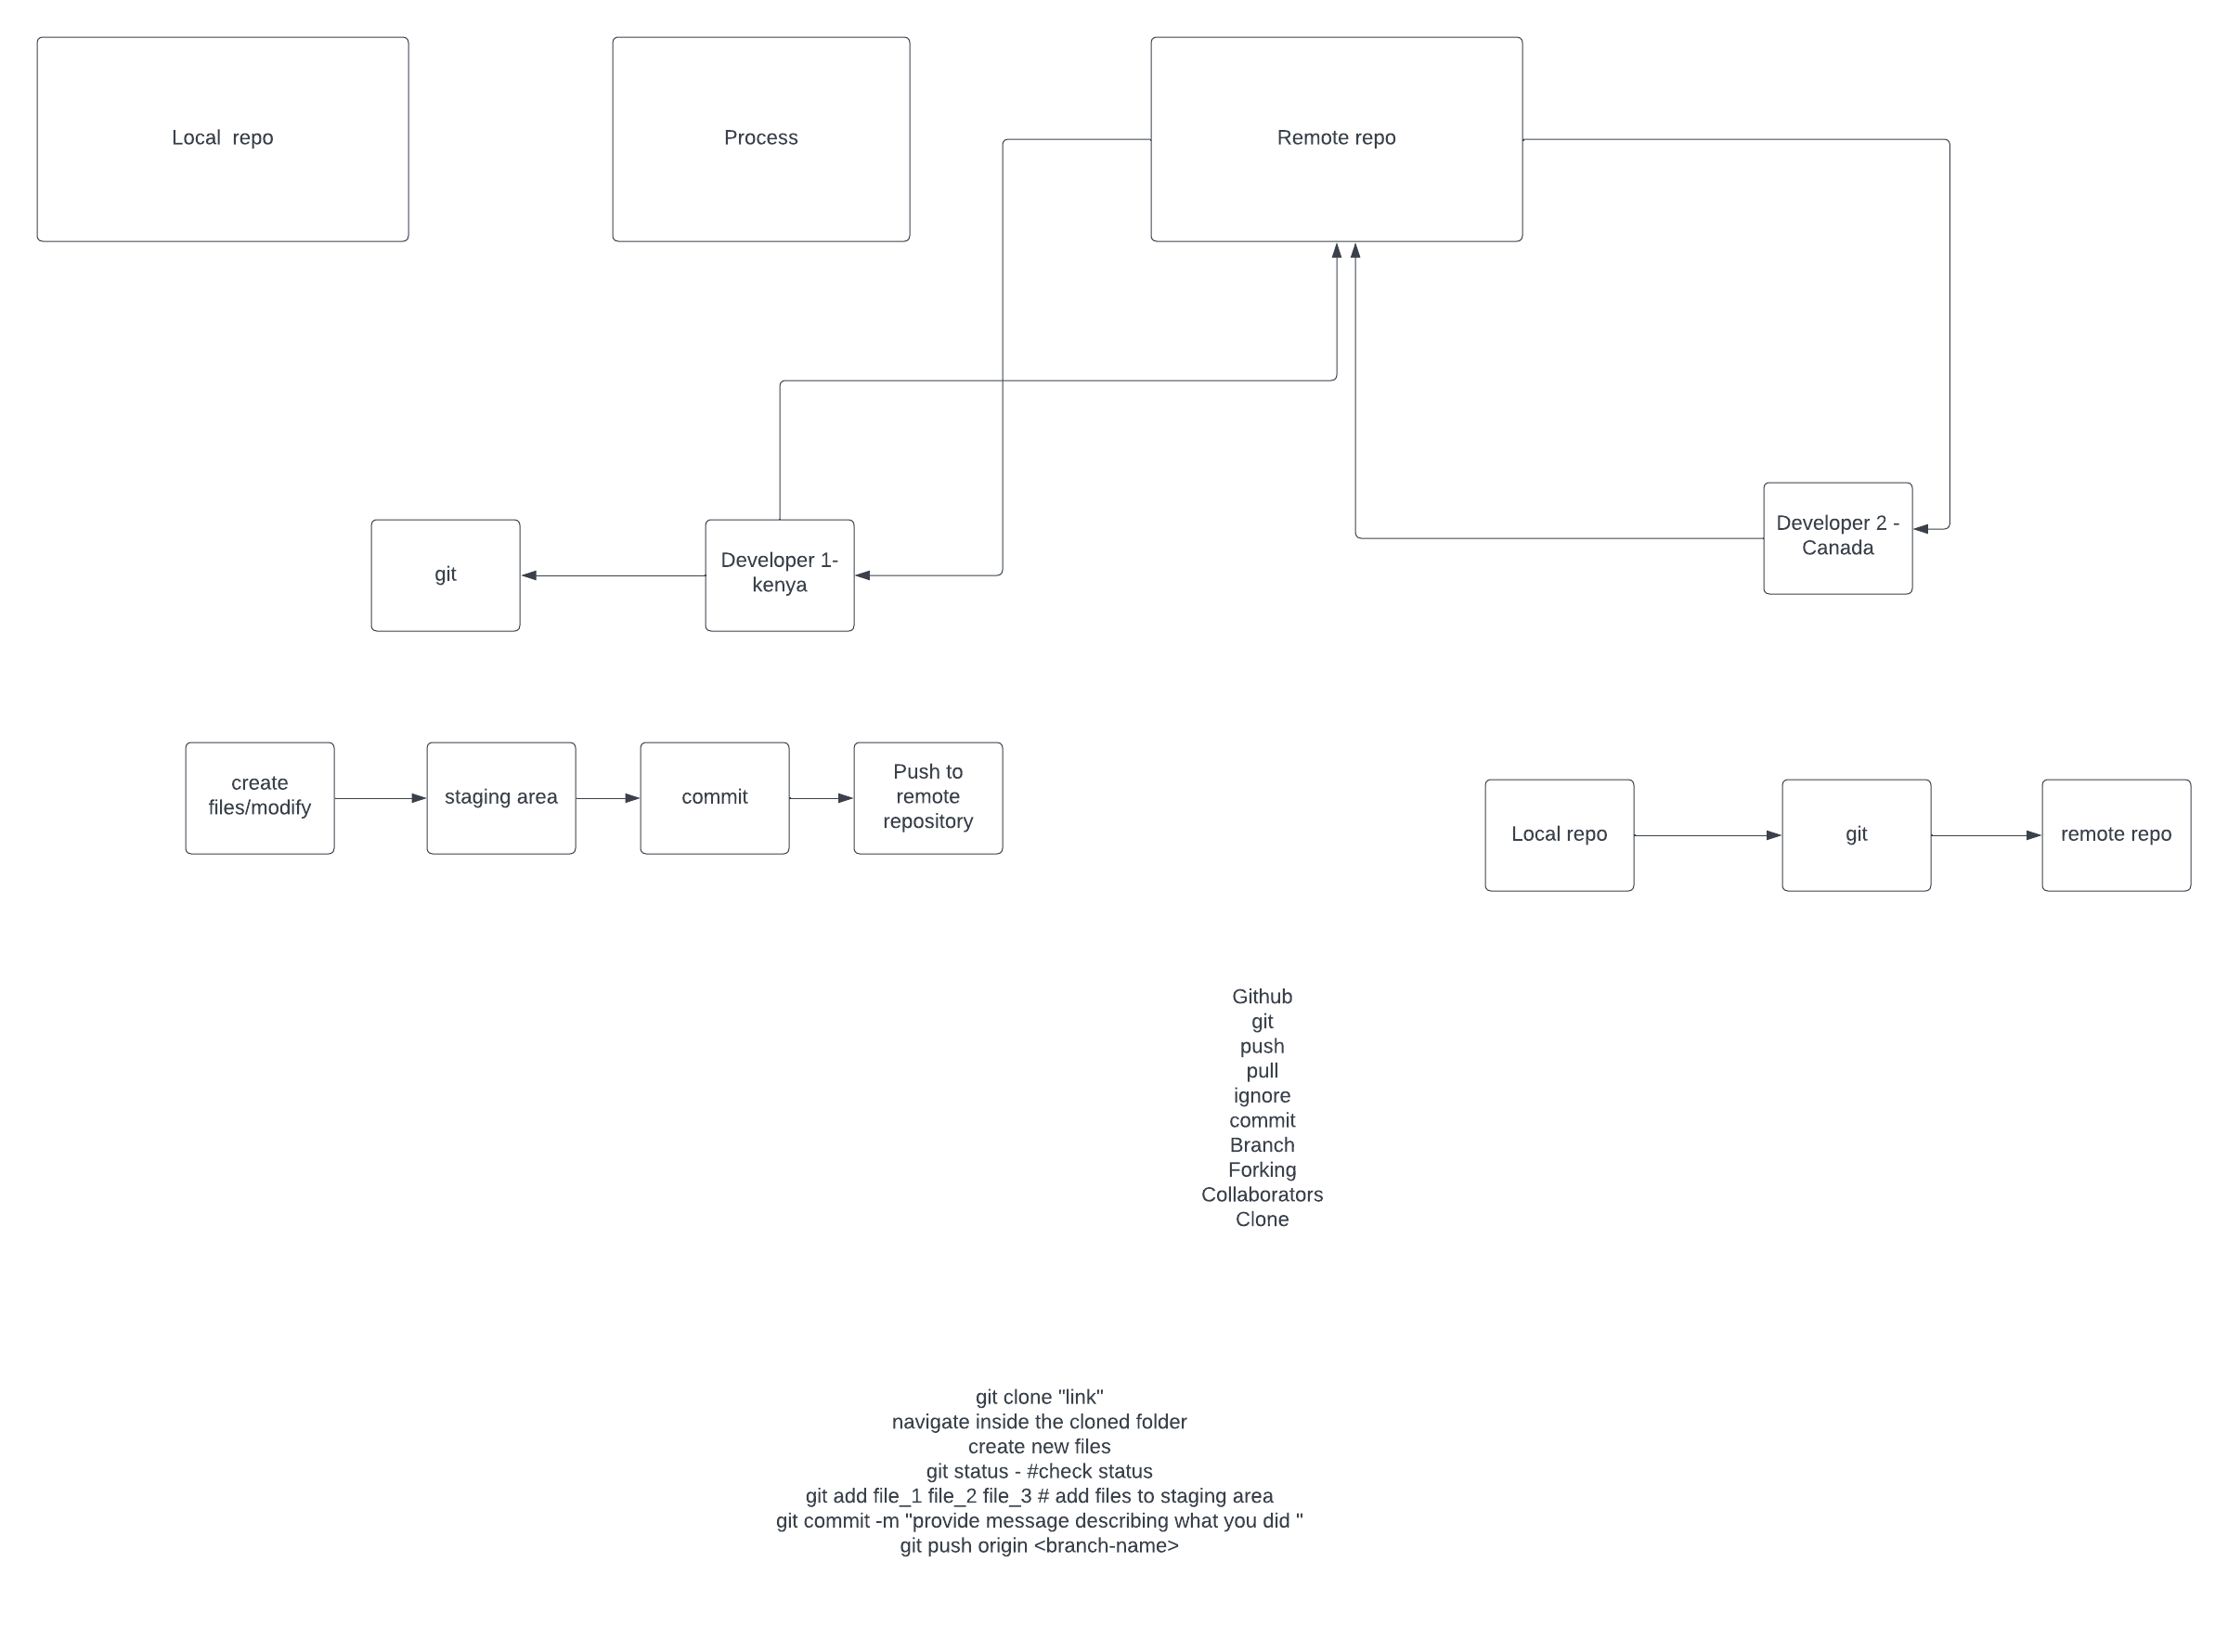 Local  repo
Process
Remote repo
Developer 2 -
Canada
git
Developer 1-
kenya
create
files/modify
staging area
commit
Push to
remote
repository
Local repo
git
remote repo
Github
git
push
pull
ignore
commit
Branch
Forking
Collaborators
Clone
git clone "link"
navigate inside the cloned folder
create new files
git status - #check status
git add file_1 file_2 file_3 # add files to staging area
git commit -m "provide message describing what you did "
git push origin <branch-name>